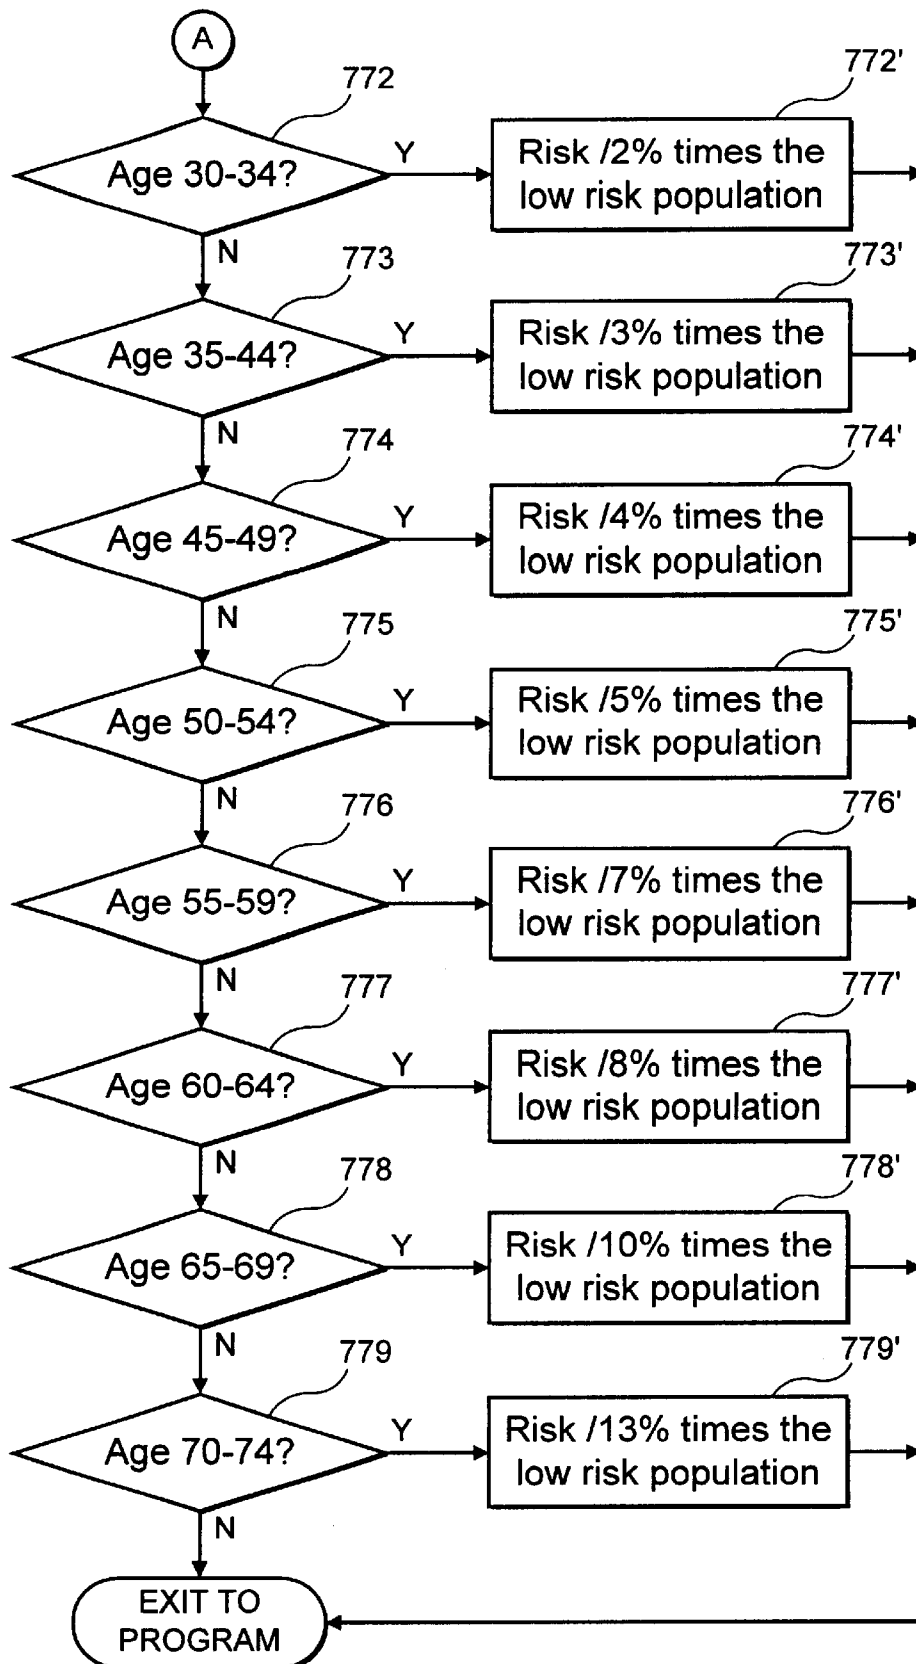 A
772
772'
Age 30-34?
Y
Risk /2% times the
low risk population
N
773
773'
Age 35-44?
Y
Risk /3% times the
low risk population
N
774
774'
Age 45-49?
Y
Risk /4% times the
low risk population
N
775
775'
Age 50-54?
Y
Risk /5% times the
low risk population
N
776
776'
Age 55-59?
Y
Risk /7% times the
low risk population
N
777
777'
Age 60-64?
Y
Risk /8% times the
low risk population
N
778
778'
Age 65-69?
Y
Risk /10% times the
low risk population
N
779
779'
Age 70-74?
Y
Risk /13% times the
low risk population
N
EXIT TO
PROGRAM